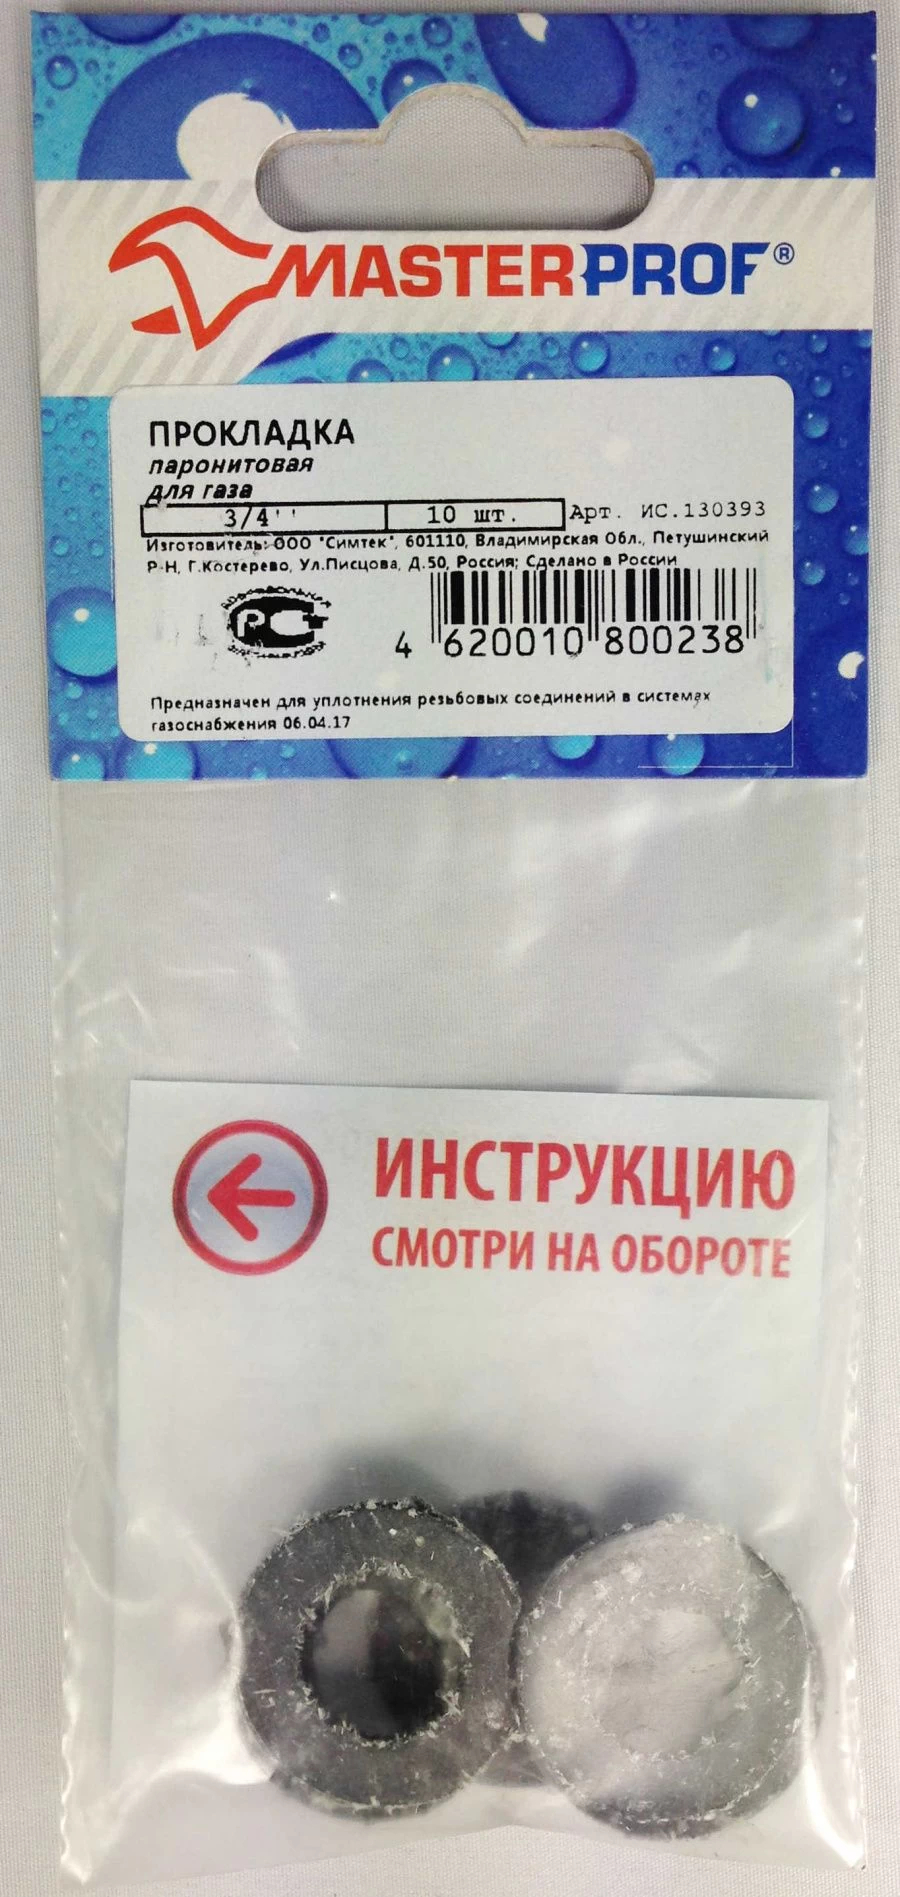 MASTERPROF®
ПРОКЛАДКА
паронитовая
для газа
3/4'' 10 шт. Арт. ИС.130393
Изготовитель: ООО "Симтек", 601110, Владимирская Обл., Петушинский
Р-Н, Г.Костерево, Ул.Писцова, Д.50, Россия; Сделано в России
РС
4 620010 800238
Предназначен для уплотнения резьбовых соединений в системах
газоснабжения 06.04.17
ИНСТРУКЦИЮ
СМОТРИ НА ОБОРОТЕ